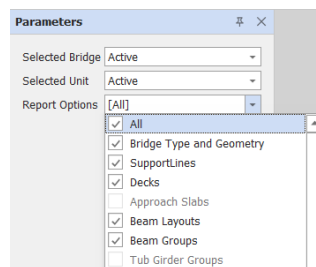 Parameters
Selected Bridge Active
Selected Unit Active
Report Options [All]
All
Bridge Type and Geometry
SupportLines
Decks
Approach Slabs
Beam Layouts
Beam Groups
Tub Girder Groups